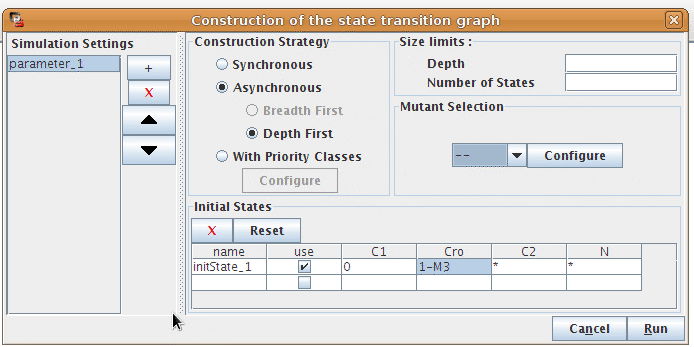 Construction of the state transition graph
Simulation Settings
parameter_1
+
X
Construction Strategy
Synchronous
Asynchronous
Breadth First
Depth First
With Priority Classes
Configure
Size limits :
Depth
Number of States
Mutant Selection
-- Configure
Initial States
X Reset
name use C1 Cro C2 N
initState_1 0 1-M3 * *
Cancel Run